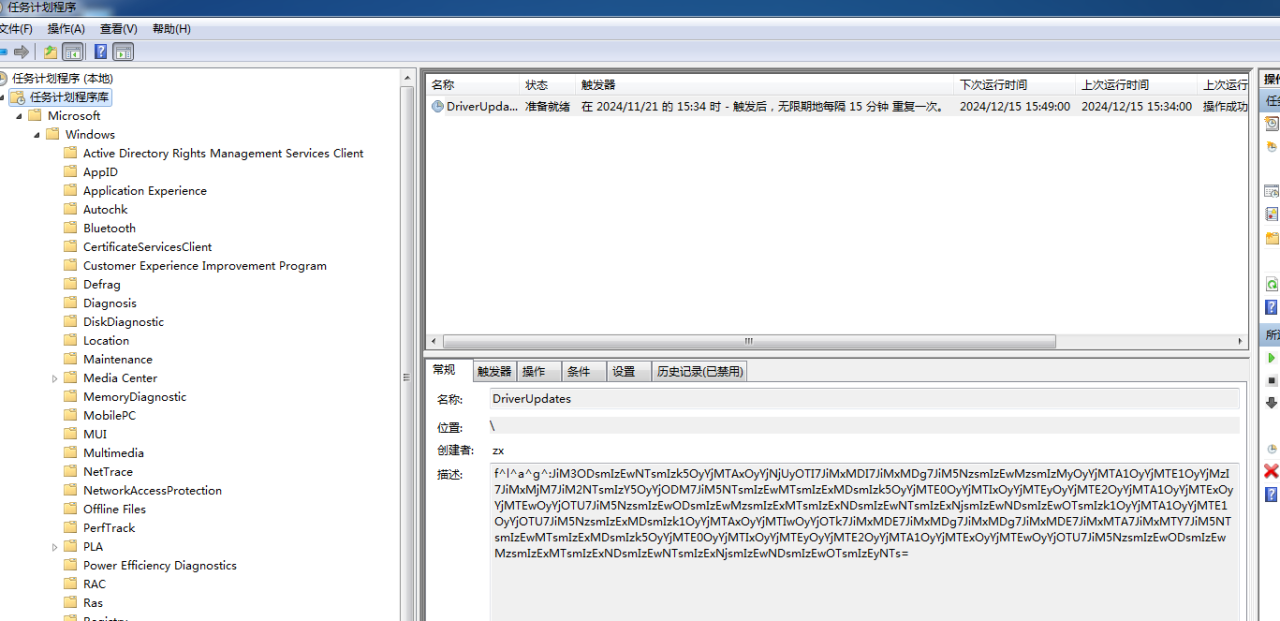 任务计划程序
文件(F) 操作(A) 查看(V) 帮助(H)
任务计划程序 (本地)
任务计划程序库
Microsoft
Windows
Active Directory Rights Management Services Client
AppID
Application Experience
Autochk
Bluetooth
CertificateServicesClient
Customer Experience Improvement Program
Defrag
Diagnosis
DiskDiagnostic
Location
Maintenance
Media Center
MemoryDiagnostic
MobilePC
MUI
Multimedia
NetTrace
NetworkAccessProtection
Offline Files
PerfTrack
PLA
Power Efficiency Diagnostics
RAC
Ras
Registry
名称 状态 触发器 下次运行时间 上次运行时间 上次运行
DriverUpda... 准备就绪 在 2024/11/21 的 15:34 时 - 触发后，无限期地每隔 15 分钟 重复一次。 2024/12/15 15:49:00 2024/12/15 15:34:00 操作成功
常规 触发器 操作 条件 设置 历史记录(已禁用)
名称: DriverUpdates
位置: \
创建者: zx
描述: f^l^a^g^:JiM3ODsmIzEwNTsmIzk5OyYjMTAxOyYjNjUyOTI7JiMxMDI7JiMxMDg7JiM5NzsmIzEwMzsmIzMyOyYjMTA1OyYjMTE1OyYjMzI
7JiMxMjM7JiM2NTsmIzY5OyYjODM7JiM5NTsmIzEwMTsmIzExMDsmIzk5OyYjMTE0OyYjMTIxOyYjMTEyOyYjMTE2OyYjMTA1OyYjMTExOy
YjMTEwOyYjOTU7JiM5NzsmIzEwODsmIzEwMzsmIzExMTsmIzExNDsmIzEwNTsmIzExNjsmIzEwNDsmIzEwOTsmIzk1OyYjMTA1OyYjMTE1
OyYjOTU7JiM5NzsmIzExMDsmIzk1OyYjMTAxOyYjMTIwOyYjOTk7JiMxMDE7JiMxMDg7JiMxMDg7JiMxMDE7JiMxMTA7JiMxMTY7JiM5NT
smIzEwMTsmIzExMDsmIzk5OyYjMTE0OyYjMTIxOyYjMTEyOyYjMTE2OyYjMTA1OyYjMTExOyYjMTEwOyYjOTU7JiM5NzsmIzEwODsmIzEw
MzsmIzExMTsmIzExNDsmIzEwNTsmIzExNjsmIzEwNDsmIzEwOTsmIzEyNTs=